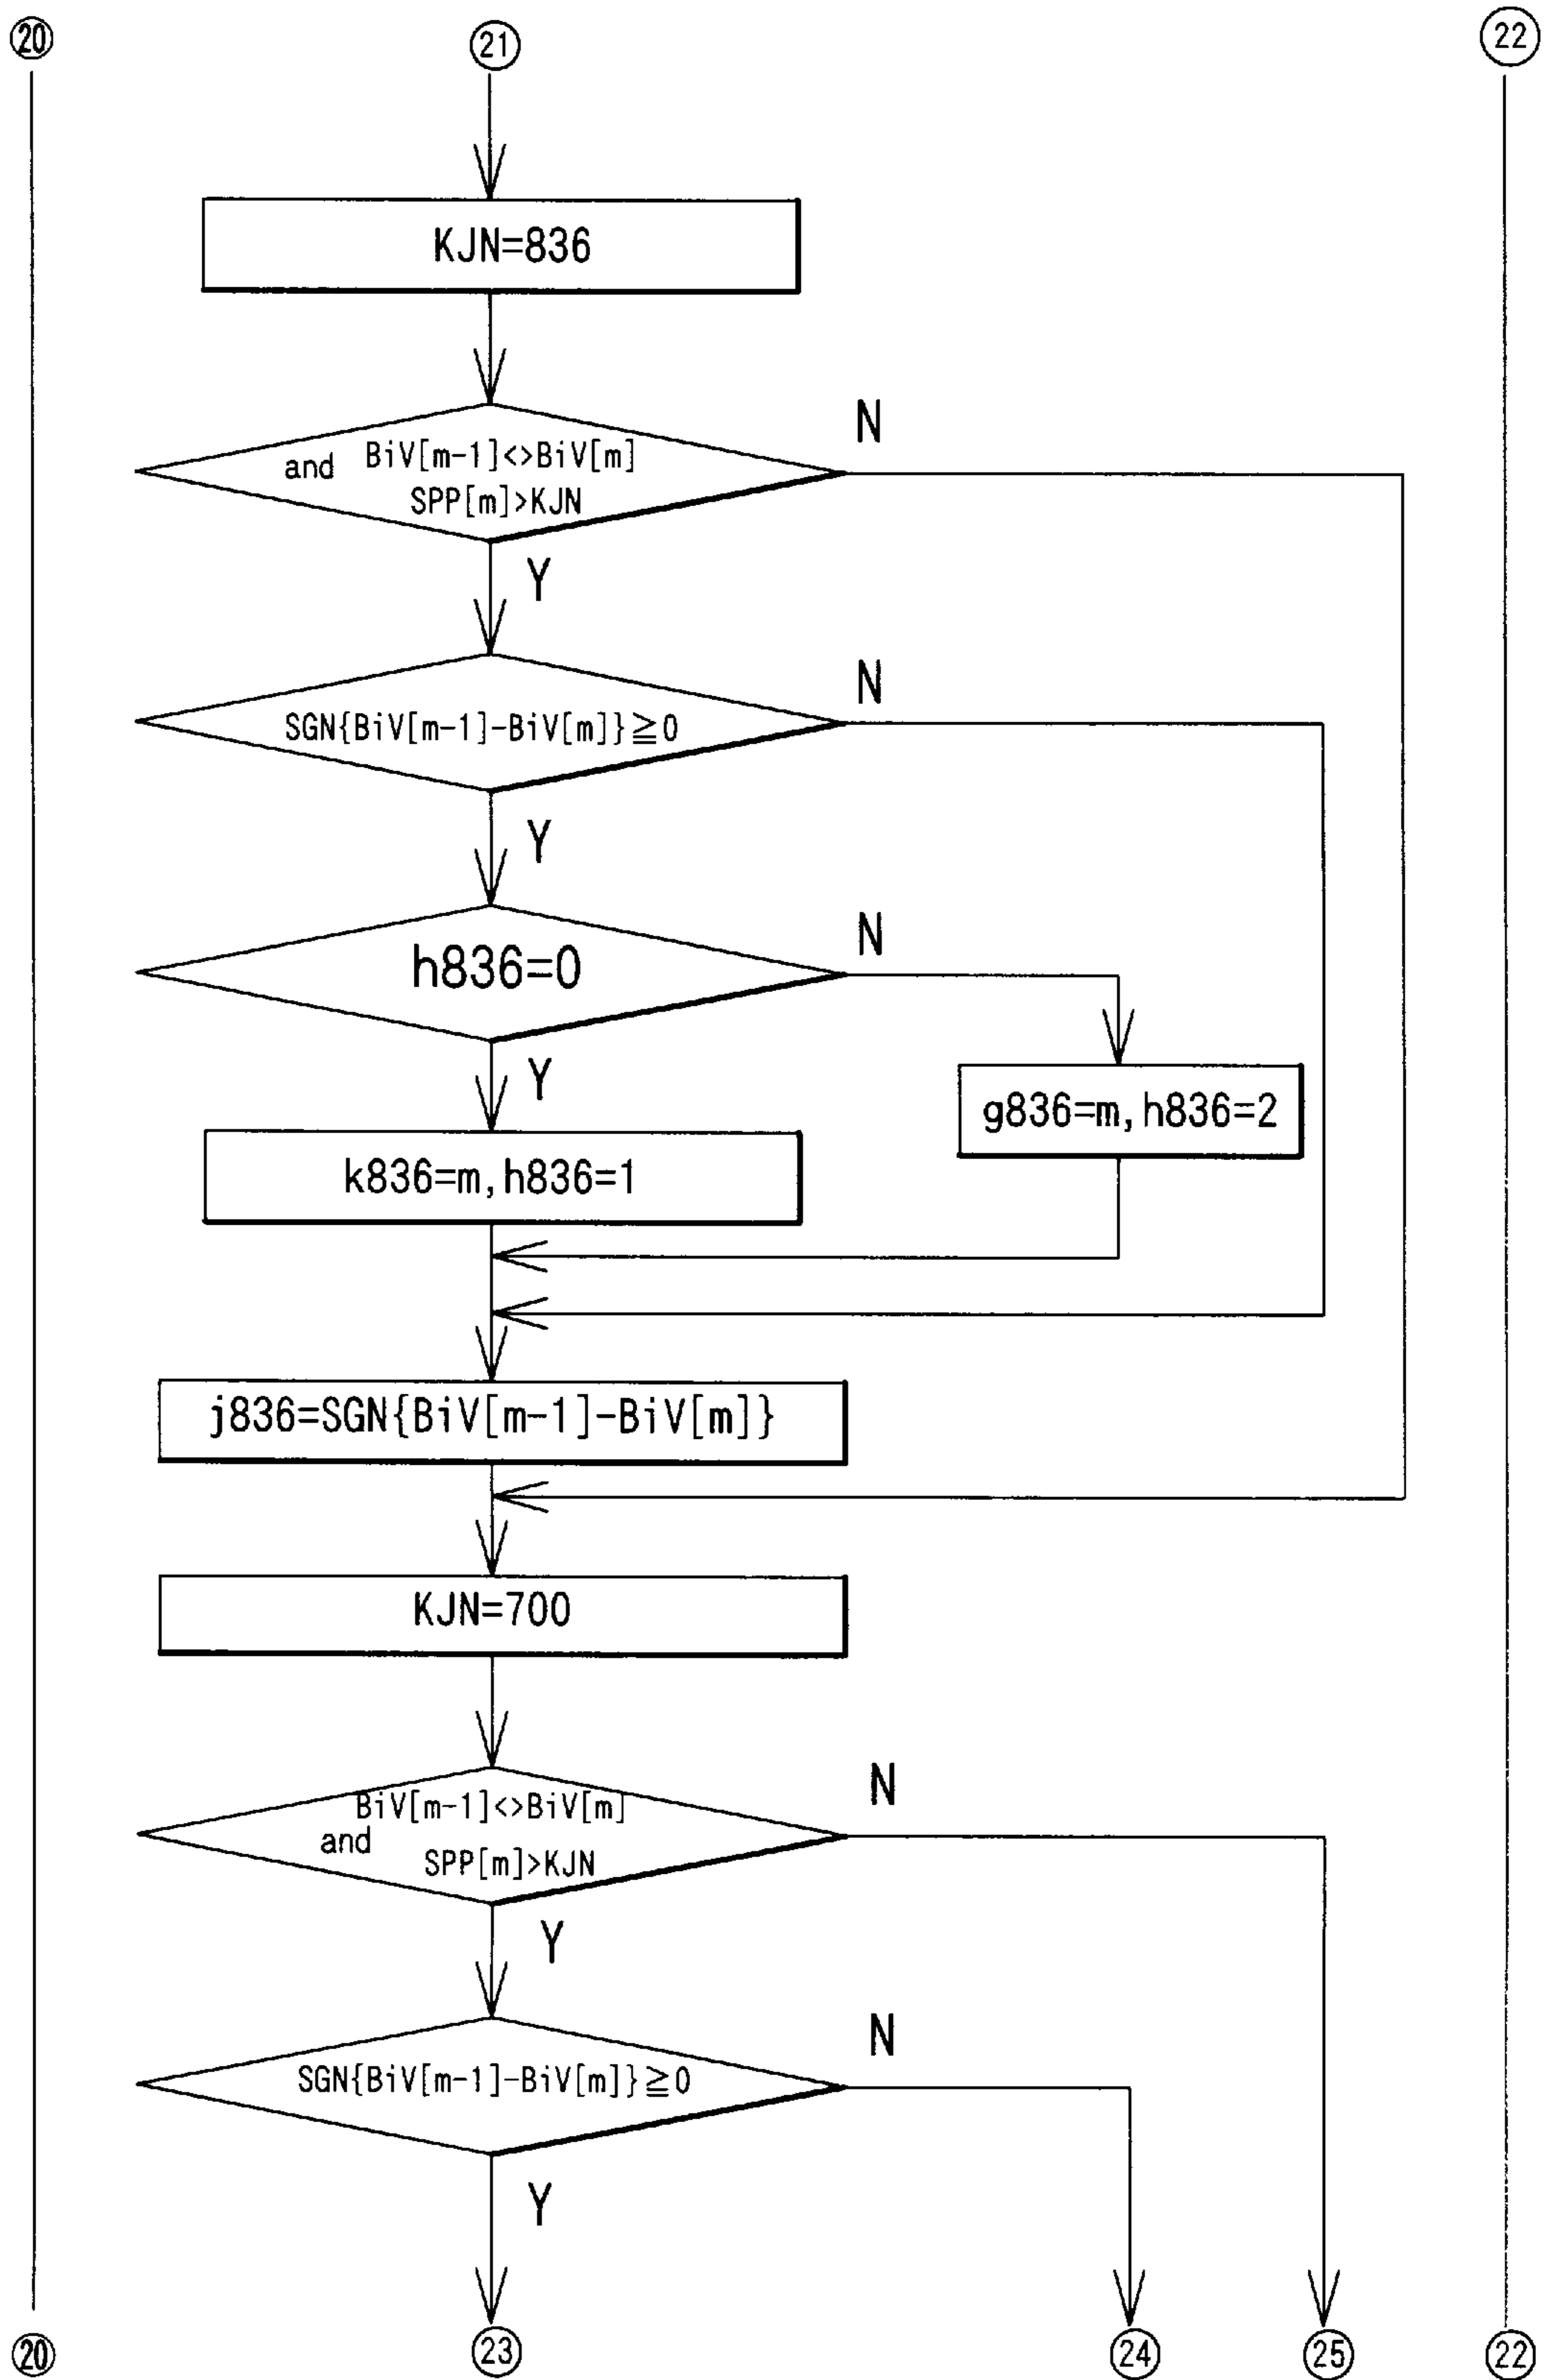 ⑳
㉑
㉒
KJN=836
BiV[m-1]<>BiV[m]
and
SPP[m]>KJN
N
Y
SGN{BiV[m-1]-BiV[m]}≧0
N
Y
h836=0
N
Y
g836=m,h836=2
k836=m,h836=1
j836=SGN{BiV[m-1]-BiV[m]}
KJN=700
BiV[m-1]<>BiV[m]
and
SPP[m]>KJN
N
Y
SGN{BiV[m-1]-BiV[m]}≧0
N
Y
⑳
㉓
㉔
㉕
㉒